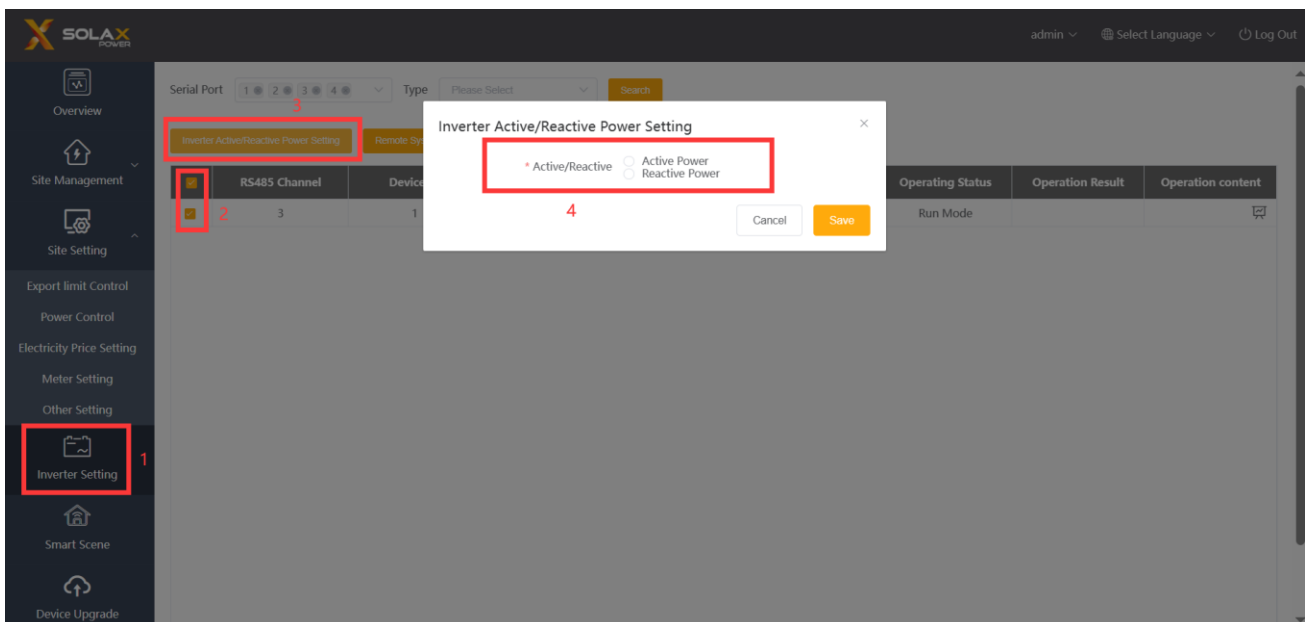 SOLAX
POWER
admin
Select Language
Log Out
Overview
Site Management
Site Setting
Export limit Control
Power Control
Electricity Price Setting
Meter Setting
Other Setting
Inverter Setting
1
Smart Scene
Device Upgrade
Serial Port 1 2 3 4 Type Please Select Search
3
Inverter Active/Reactive Power Setting Remote Sy
RS485 Channel Device Operating Status Operation Result Operation content
2 3 1 Run Mode
Inverter Active/Reactive Power Setting
* Active/Reactive Active Power
Reactive Power
4
Cancel Save